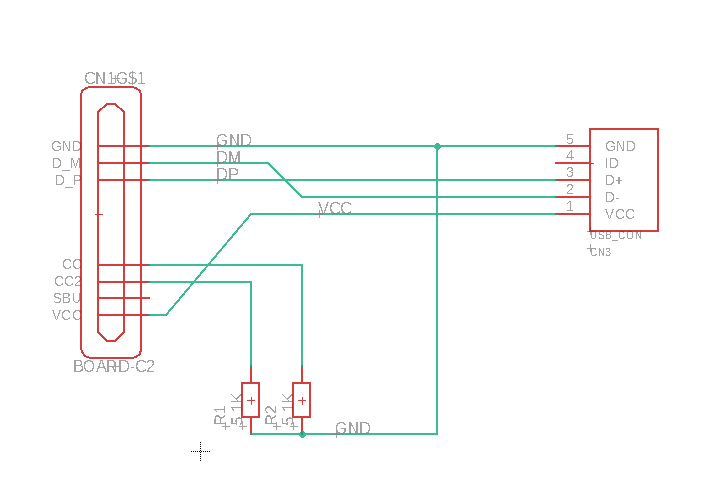 CN1G$1
GND
D_M
D_P
CC
CC2
SBU
VCC
BOARD-C2
GND
DM
DP
VCC
5
4
3
2
1
GND
ID
D+
D-
VCC
USB_CON
CN3
R1
5.1K
R2
5.1K
GND